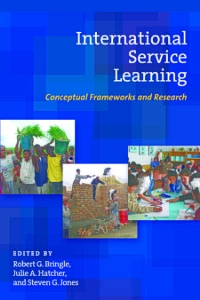 International
Service
Learning
Conceptual Frameworks and Research
EDITED BY
Robert G. Bringle,
Julie A. Hatcher,
and Steven G. Jones